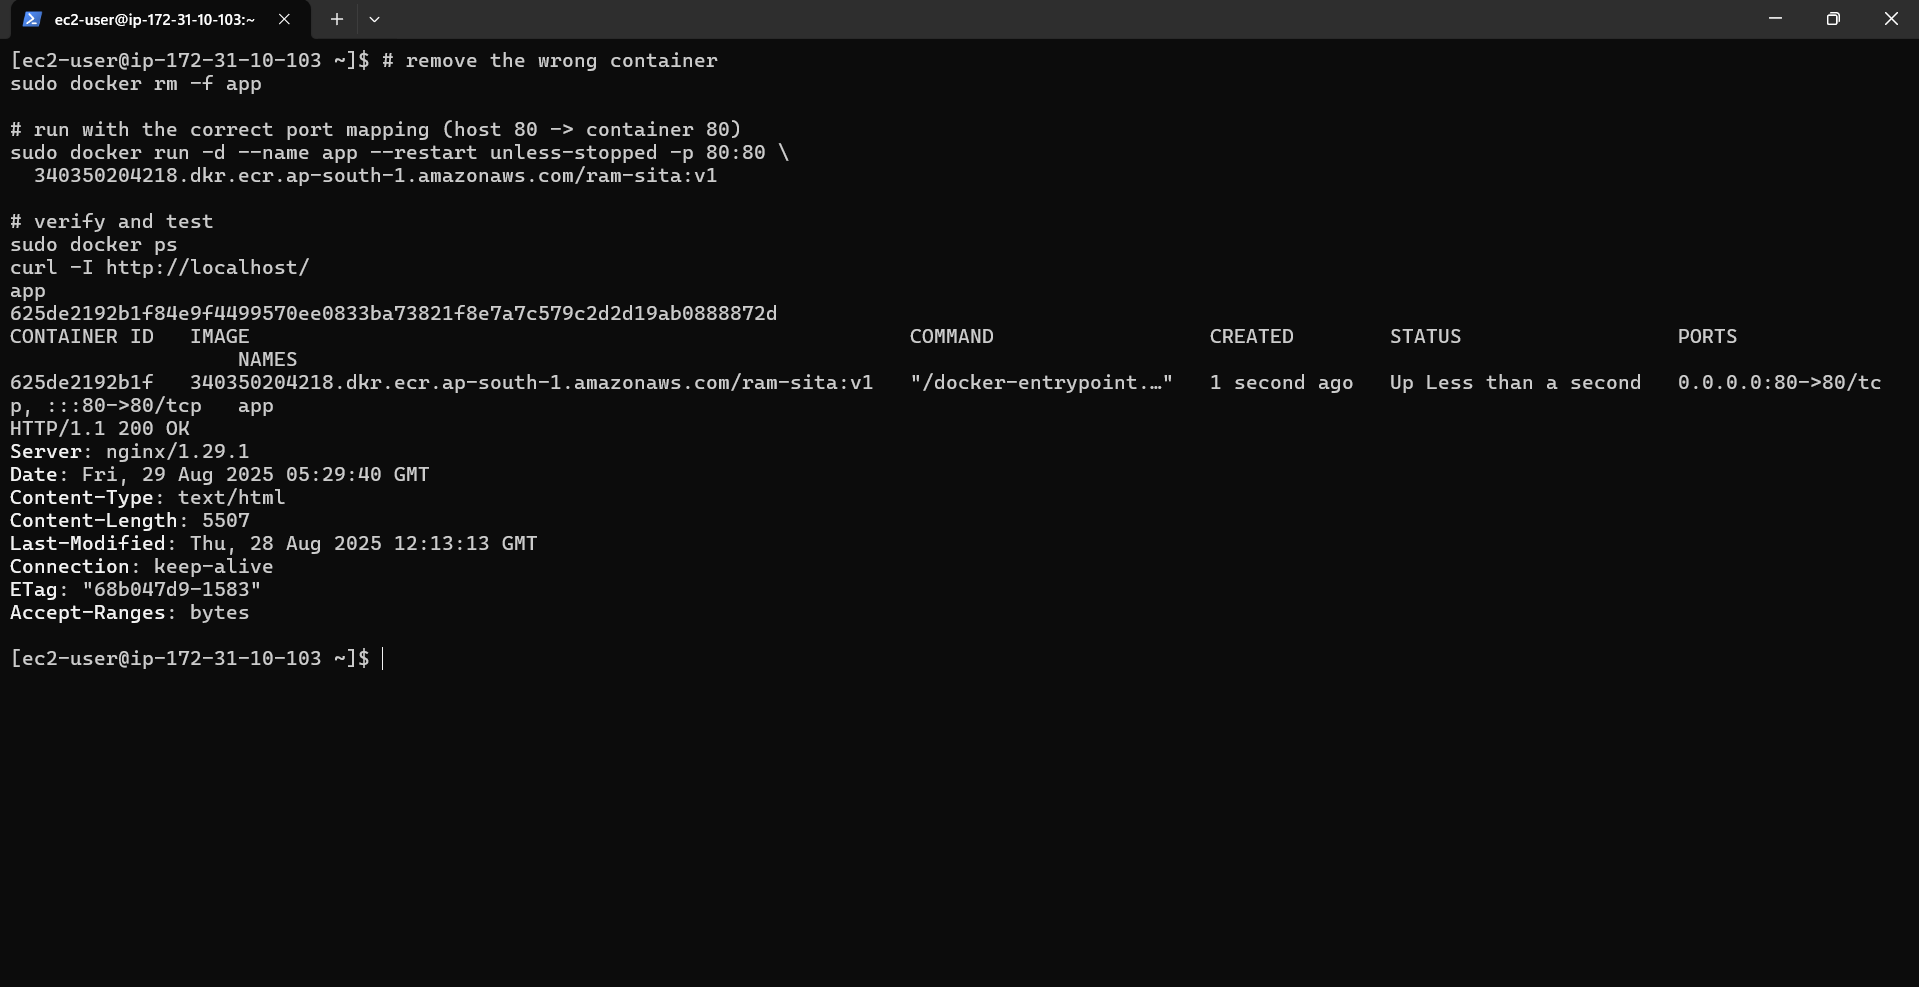 ec2-user@ip-172-31-10-103:~
[ec2-user@ip-172-31-10-103 ~]$ # remove the wrong container
sudo docker rm -f app
# run with the correct port mapping (host 80 -> container 80)
sudo docker run -d --name app --restart unless-stopped -p 80:80 \
  340350204218.dkr.ecr.ap-south-1.amazonaws.com/ram-sita:v1
# verify and test
sudo docker ps
curl -I http://localhost/
app
625de2192b1f84e9f4499570ee0833ba73821f8e7a7c579c2d2d19ab0888872d
CONTAINER ID   IMAGE                                                       COMMAND                  CREATED        STATUS                  PORTS
                   NAMES
625de2192b1f   340350204218.dkr.ecr.ap-south-1.amazonaws.com/ram-sita:v1   "/docker-entrypoint.…"   1 second ago   Up Less than a second   0.0.0.0:80->80/tc
p, :::80->80/tcp   app
HTTP/1.1 200 OK
Server: nginx/1.29.1
Date: Fri, 29 Aug 2025 05:29:40 GMT
Content-Type: text/html
Content-Length: 5507
Last-Modified: Thu, 28 Aug 2025 12:13:13 GMT
Connection: keep-alive
ETag: "68b047d9-1583"
Accept-Ranges: bytes
[ec2-user@ip-172-31-10-103 ~]$